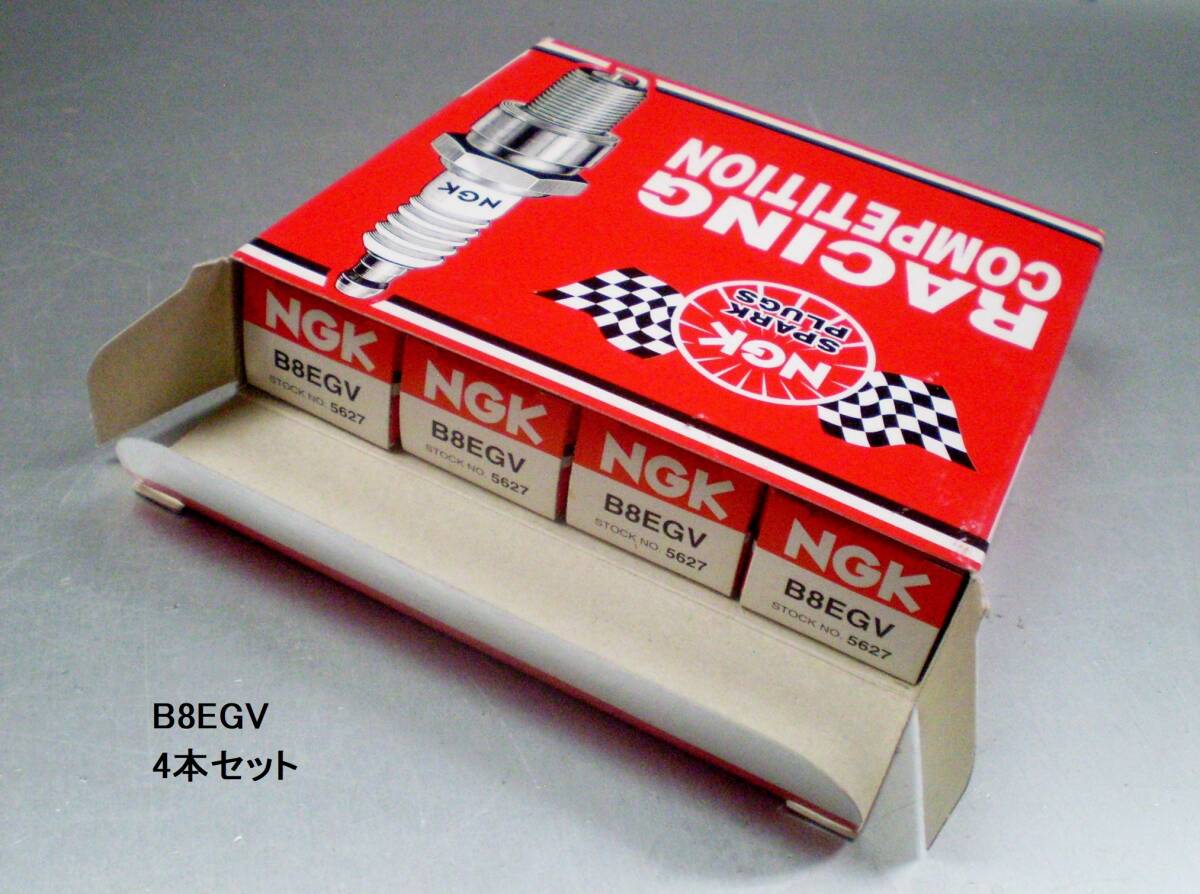 RACING
COMPETITION
NGK
SPARK
PLUGS
NGK
NGK
B8EGV
STOCK NO. 5627
NGK
B8EGV
STOCK NO. 5627
NGK
B8EGV
STOCK NO. 5627
NGK
B8EGV
STOCK NO. 5627
B8EGV
4本セット